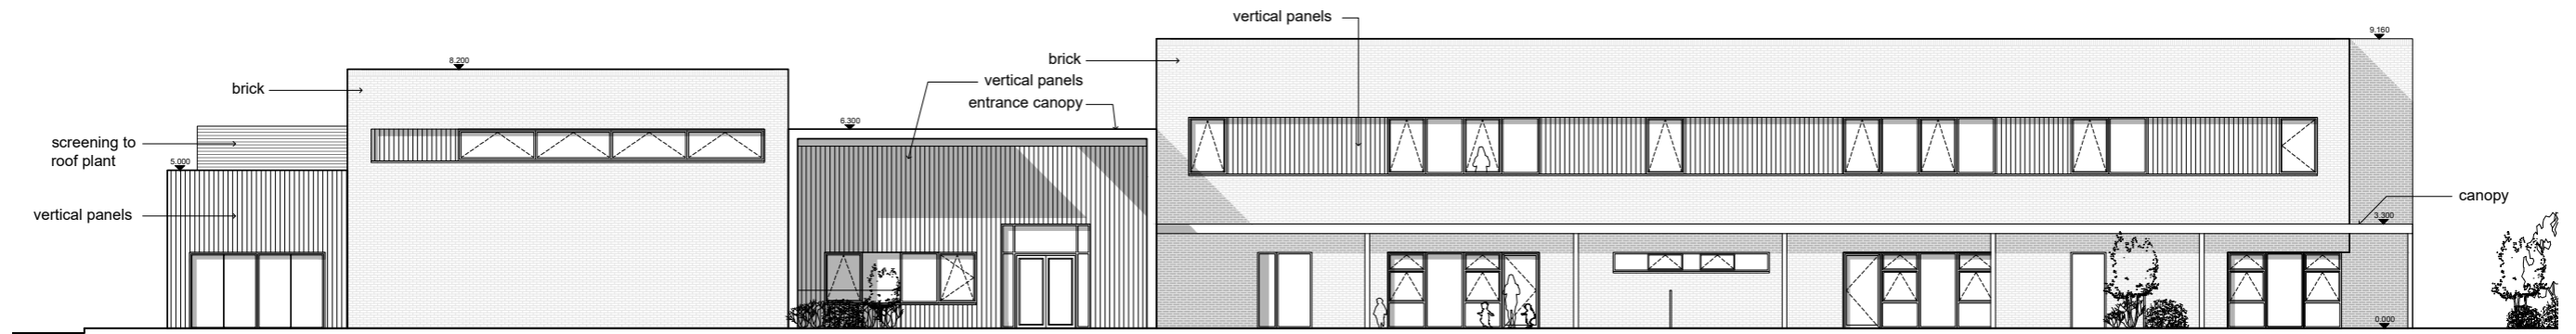 vertical panels
9.160
brick
8.200
vertical panels
brick
entrance canopy
6.300
screening to
roof plant
5.000
canopy
vertical panels
3.300
0.000